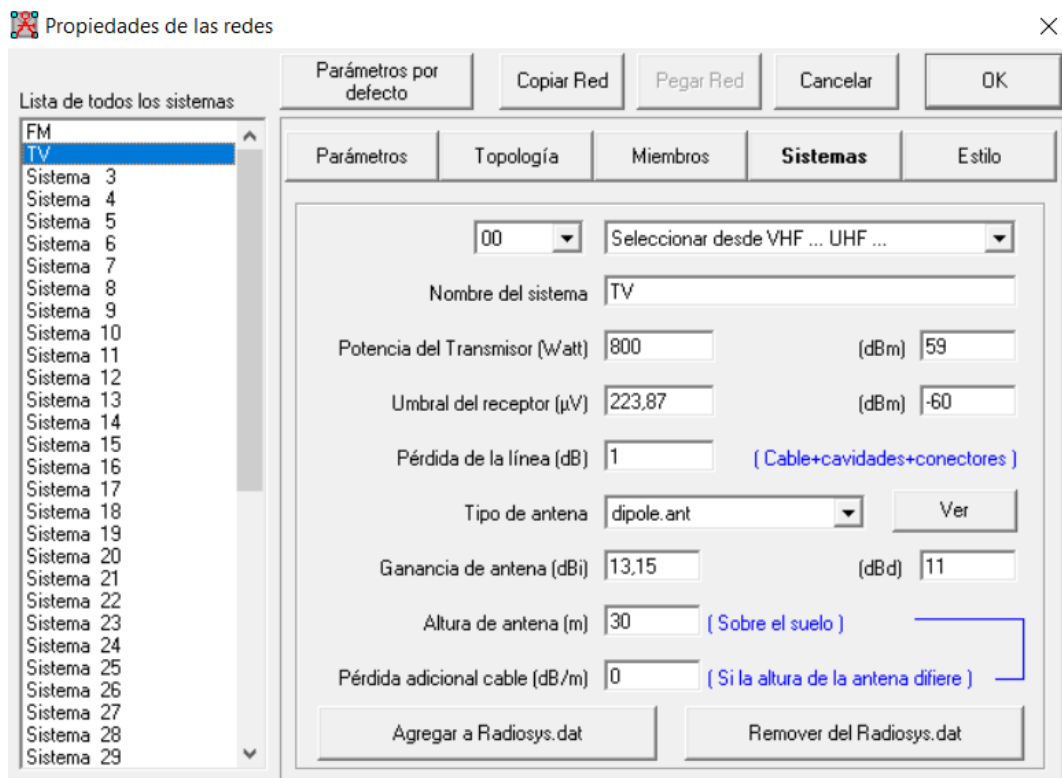 Propiedades de las redes
Parámetros por defecto
Copiar Red
Pegar Red
Cancelar
OK
Lista de todos los sistemas
FM
TV
Sistema 3
Sistema 4
Sistema 5
Sistema 6
Sistema 7
Sistema 8
Sistema 9
Sistema 10
Sistema 11
Sistema 12
Sistema 13
Sistema 14
Sistema 15
Sistema 16
Sistema 17
Sistema 18
Sistema 19
Sistema 20
Sistema 21
Sistema 22
Sistema 23
Sistema 24
Sistema 25
Sistema 26
Sistema 27
Sistema 28
Sistema 29
Parámetros
Topología
Miembros
Sistemas
Estilo
00
Seleccionar desde VHF ... UHF ...
Nombre del sistema TV
Potencia del Transmisor (Watt) 800 (dBm) 59
Umbral del receptor (µV) 223,87 (dBm) -60
Pérdida de la línea (dB) 1 ( Cable+cavidades+conectores )
Tipo de antena dipole.ant Ver
Ganancia de antena (dBi) 13,15 (dBd) 11
Altura de antena (m) 30 ( Sobre el suelo )
Pérdida adicional cable (dB/m) 0 ( Si la altura de la antena difiere )
Agregar a Radiosys.dat
Remover del Radiosys.dat